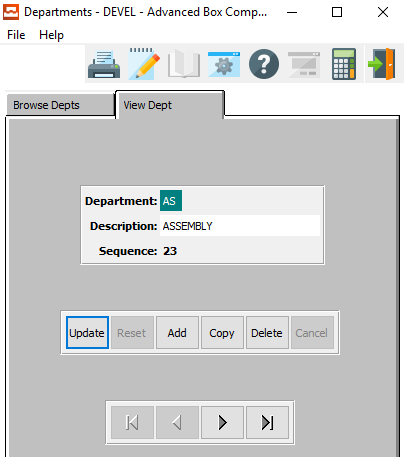 Departments - DEVEL - Advanced Box Comp...
File Help
Browse Depts View Dept
Department: AS
Description: ASSEMBLY
Sequence: 23
Update Reset Add Copy Delete Cancel